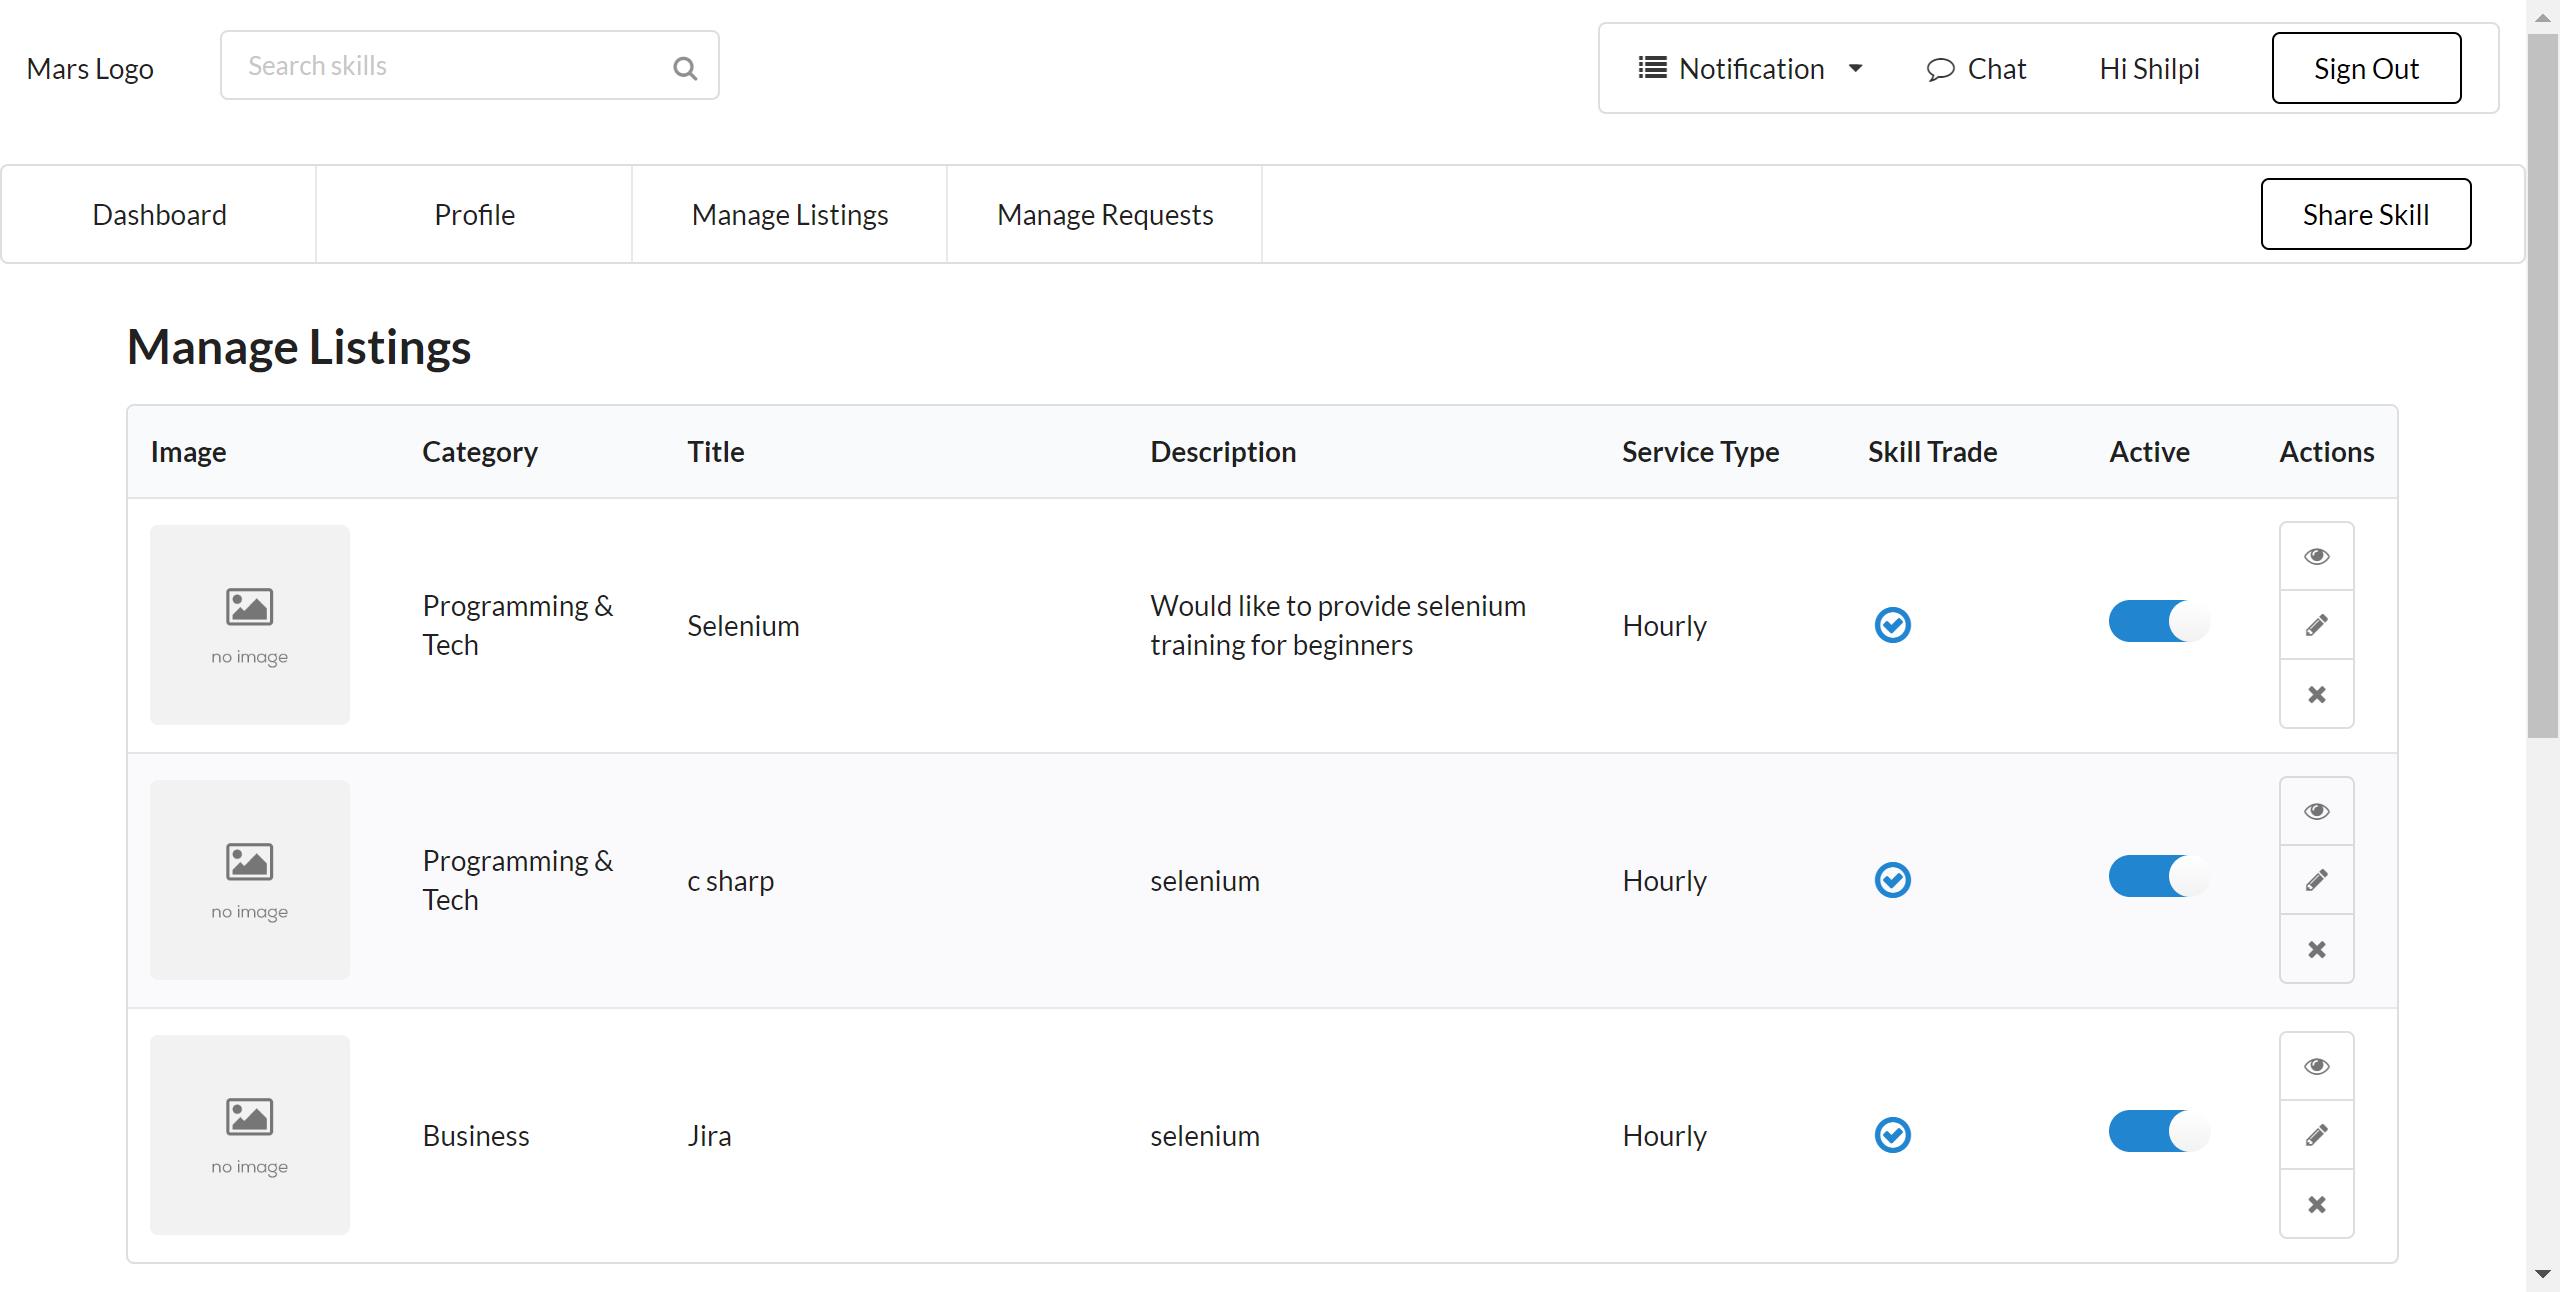 Mars Logo
Search skills
Notification
Chat
Hi Shilpi
Sign Out
Dashboard
Profile
Manage Listings
Manage Requests
Share Skill
Manage Listings
Image
Category
Title
Description
Service Type
Skill Trade
Active
Actions
no image
Programming &
Tech
Selenium
Would like to provide selenium
training for beginners
Hourly
no image
Programming &
Tech
c sharp
selenium
Hourly
no image
Business
Jira
selenium
Hourly